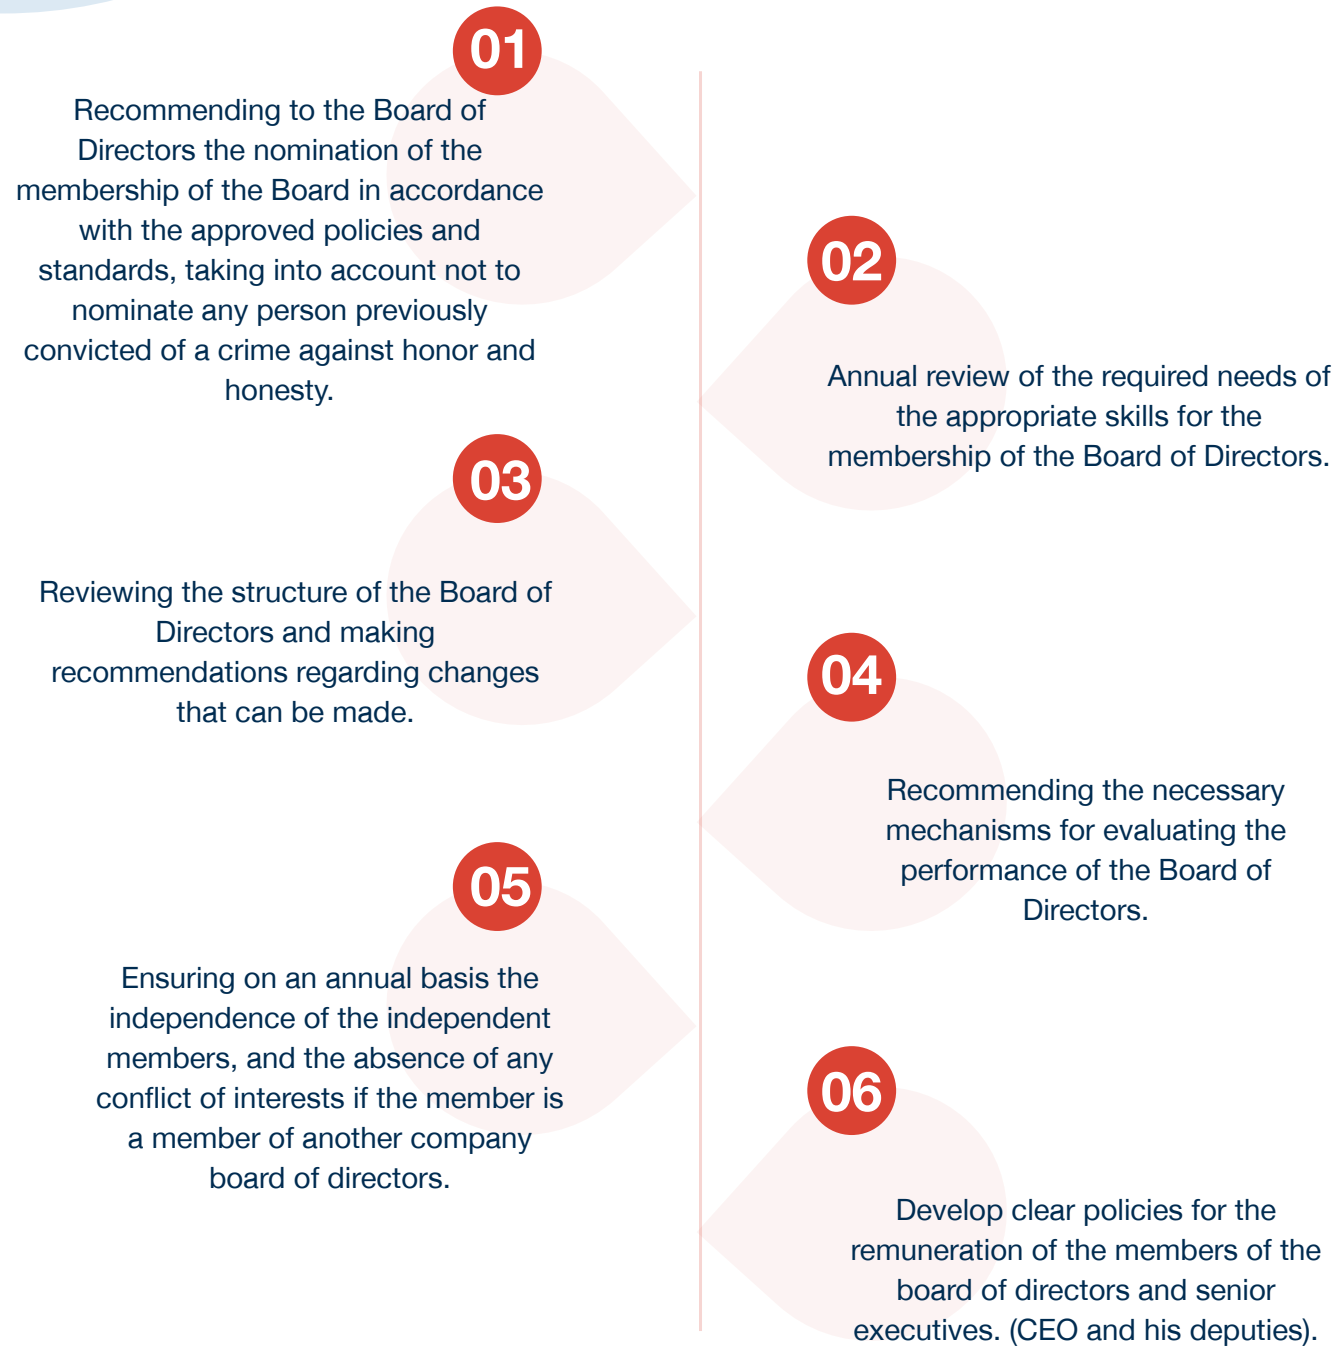 01
Recommending to the Board of
Directors the nomination of the
membership of the Board in accordance
with the approved policies and
standards, taking into account not to
nominate any person previously
convicted of a crime against honor and
honesty.
02
Annual review of the required needs of
the appropriate skills for the
membership of the Board of Directors.
03
Reviewing the structure of the Board of
Directors and making
recommendations regarding changes
that can be made.
04
Recommending the necessary
mechanisms for evaluating the
performance of the Board of
Directors.
05
Ensuring on an annual basis the
independence of the independent
members, and the absence of any
conflict of interests if the member is
a member of another company
board of directors.
06
Develop clear policies for the
remuneration of the members of the
board of directors and senior
executives. (CEO and his deputies).